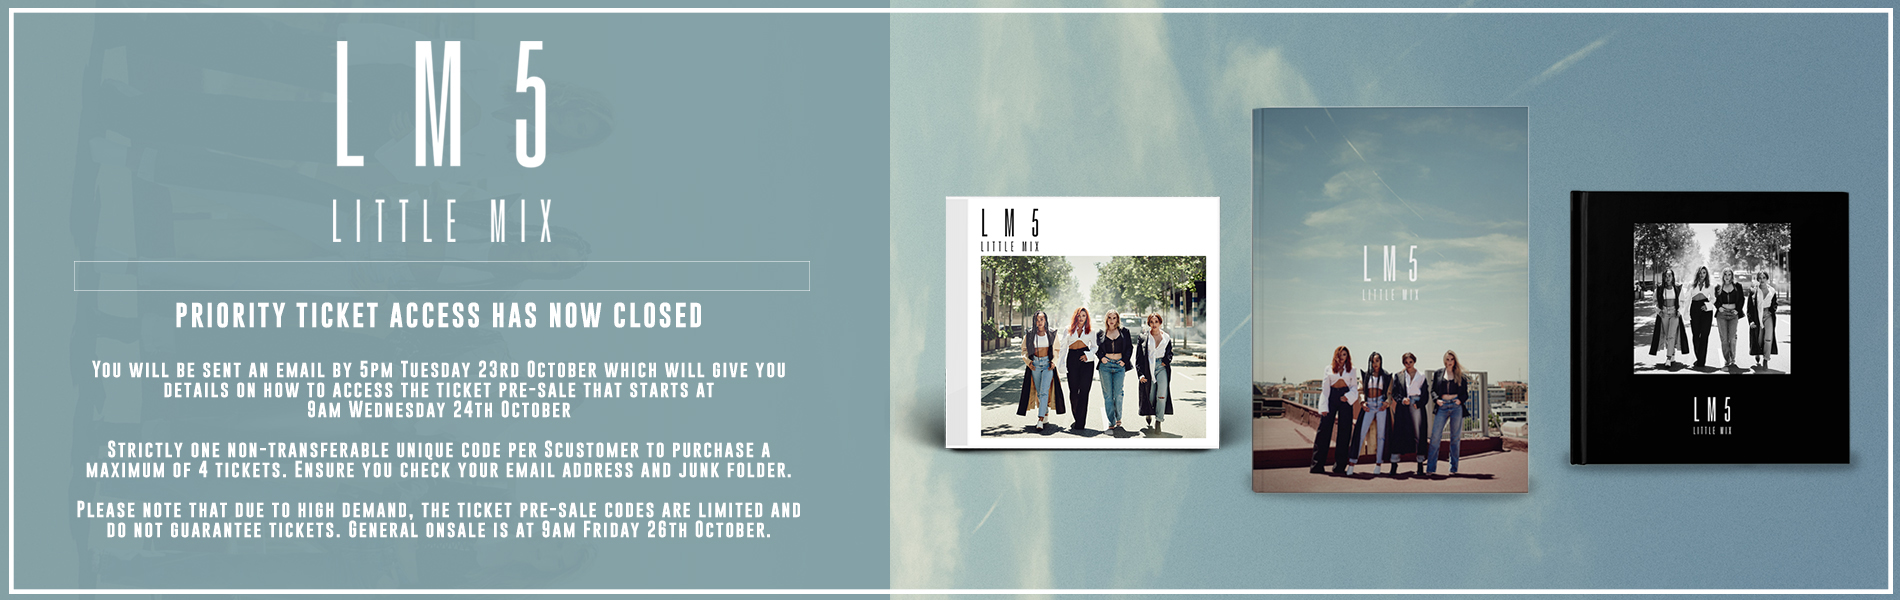 LM5
LITTLE MIX
PRIORITY TICKET ACCESS HAS NOW CLOSED
You will be sent an email by 5pm Tuesday 23rd October which will give you
details on how to access the ticket pre-sale that starts at
9am Wednesday 24th October
Strictly one non-transferable unique code per Scustomer to purchase a
maximum of 4 tickets. Ensure you check your email address and junk folder.
Please note that due to high demand, the ticket pre-sale codes are limited and
do not guarantee tickets. General onsale is at 9am Friday 26th October.
LM5
LITTLE MIX
LM5
LITTLE MIX
LM5
LITTLE MIX